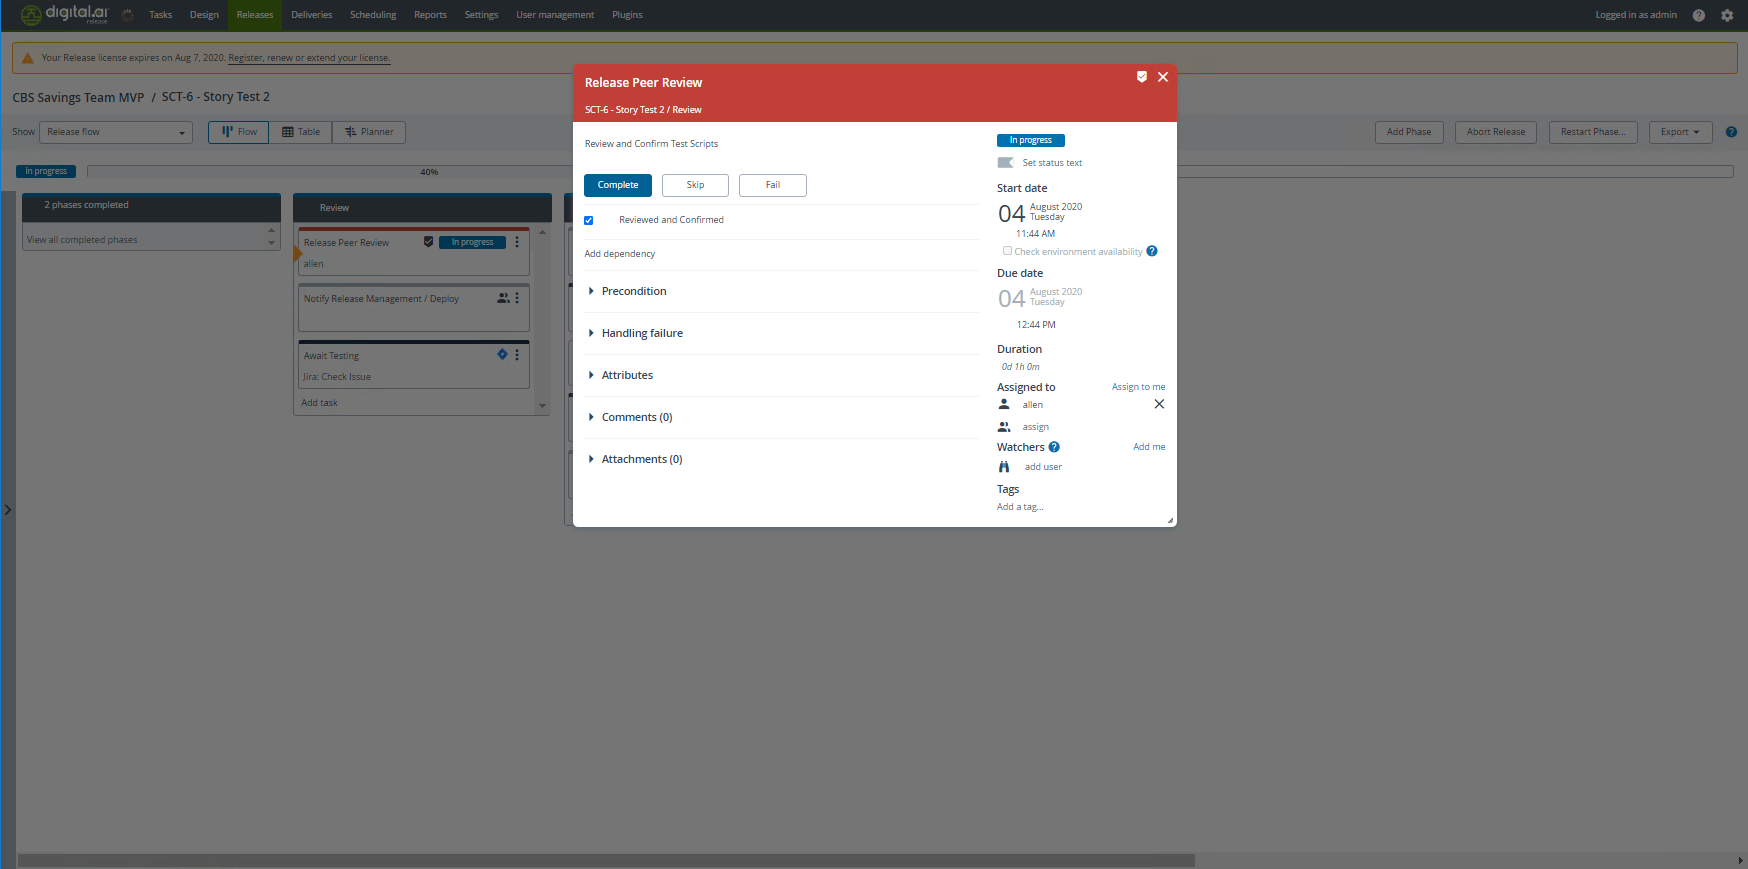 digital.ai
release
Tasks Design Releases Deliveries Scheduling Reports Settings User management Plugins Logged in as admin ?
Your Release license expires on Aug 7, 2020. Register, renew or extend your license.
CBS Savings Team MVP / SCT-6 - Story Test 2
Show Release flow Flow Table Planner Add Phase Abort Release Restart Phase... Export ?
In progress 40%
2 phases completed
View all completed phases
Review
Release Peer Review In progress
allen
Notify Release Management / Deploy
Await Testing
Jira: Check Issue
Add task
Release Peer Review
SCT-6 - Story Test 2 / Review
Review and Confirm Test Scripts
Complete Skip Fail
Reviewed and Confirmed
Add dependency
Precondition
Handling failure
Attributes
Comments (0)
Attachments (0)
In progress
Set status text
Start date
04 August 2020
Tuesday
11:44 AM
Check environment availability ?
Due date
04 August 2020
Tuesday
12:44 PM
Duration
0d 1h 0m
Assigned to Assign to me
allen
assign
Watchers ? Add me
add user
Tags
Add a tag...